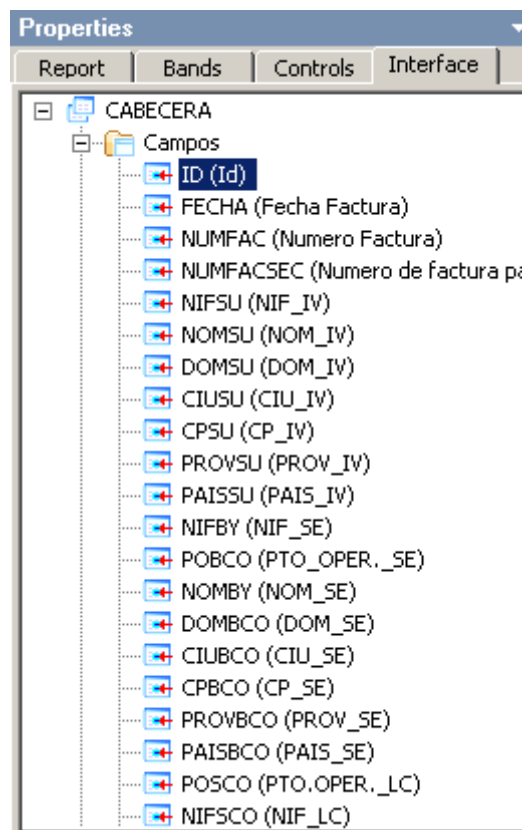 Properties
Report Bands Controls Interface
CABECERA
Campos
ID (Id)
FECHA (Fecha Factura)
NUMFAC (Numero Factura)
NUMFACSEC (Numero de factura pa
NIFSU (NIF_IV)
NOMSU (NOM_IV)
DOMSU (DOM_IV)
CIUSU (CIU_IV)
CPSU (CP_IV)
PROVSU (PROV_IV)
PAISSU (PAIS_IV)
NIFBY (NIF_SE)
POBCO (PTO_OPER._SE)
NOMBY (NOM_SE)
DOMBCO (DOM_SE)
CIUBCO (CIU_SE)
CPBCO (CP_SE)
PROVBCO (PROV_SE)
PAISBCO (PAIS_SE)
POSCO (PTO.OPER._LC)
NIFSCO (NIF_LC)